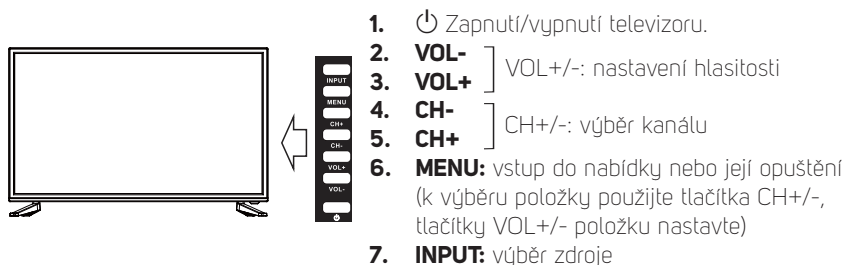 INPUT
MENU
CH+
CH-
VOL+
VOL-
1. ⏻ Zapnutí/vypnutí televizoru.
2. VOL-
3. VOL+
VOL+/-: nastavení hlasitosti
4. CH-
5. CH+
CH+/-: výběr kanálu
6. MENU: vstup do nabídky nebo její opuštění
(k výběru položky použijte tlačítka CH+/-,
tlačítky VOL+/- položku nastavte)
7. INPUT: výběr zdroje